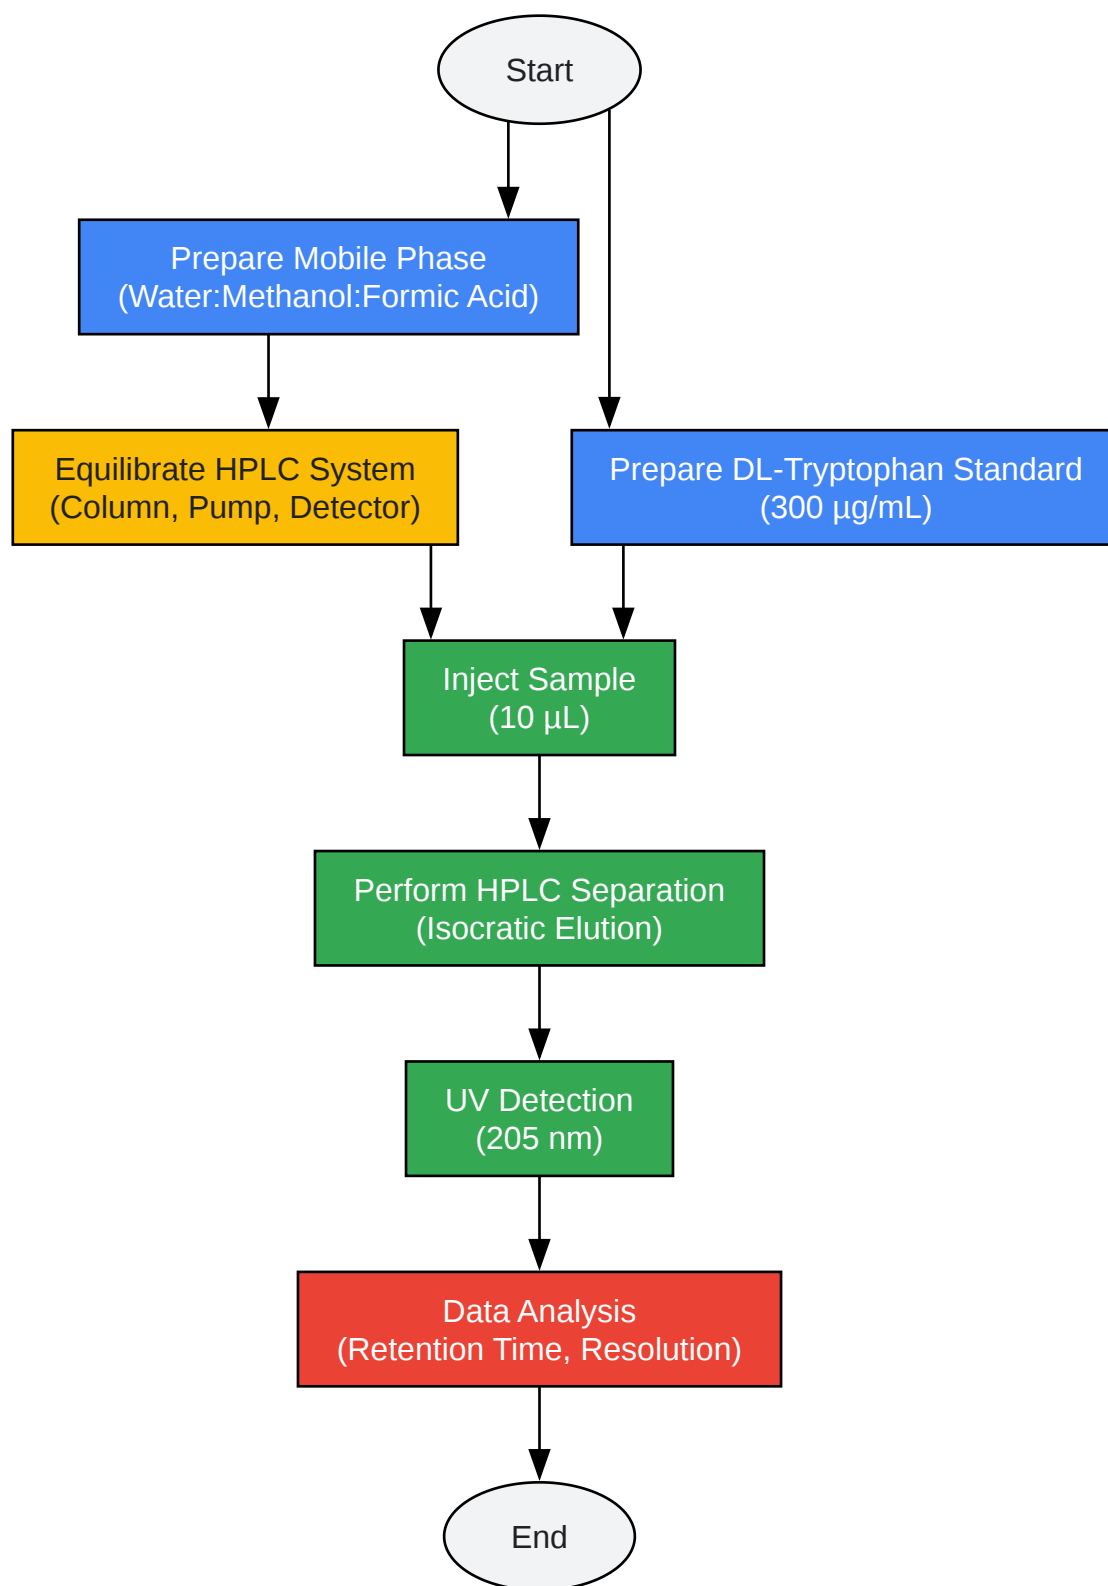 Start
Prepare Mobile Phase
(Water:Methanol:Formic Acid)
Equilibrate HPLC System
(Column, Pump, Detector)
Prepare DL-Tryptophan Standard
(300 µg/mL)
Inject Sample
(10 µL)
Perform HPLC Separation
(Isocratic Elution)
UV Detection
(205 nm)
Data Analysis
(Retention Time, Resolution)
End